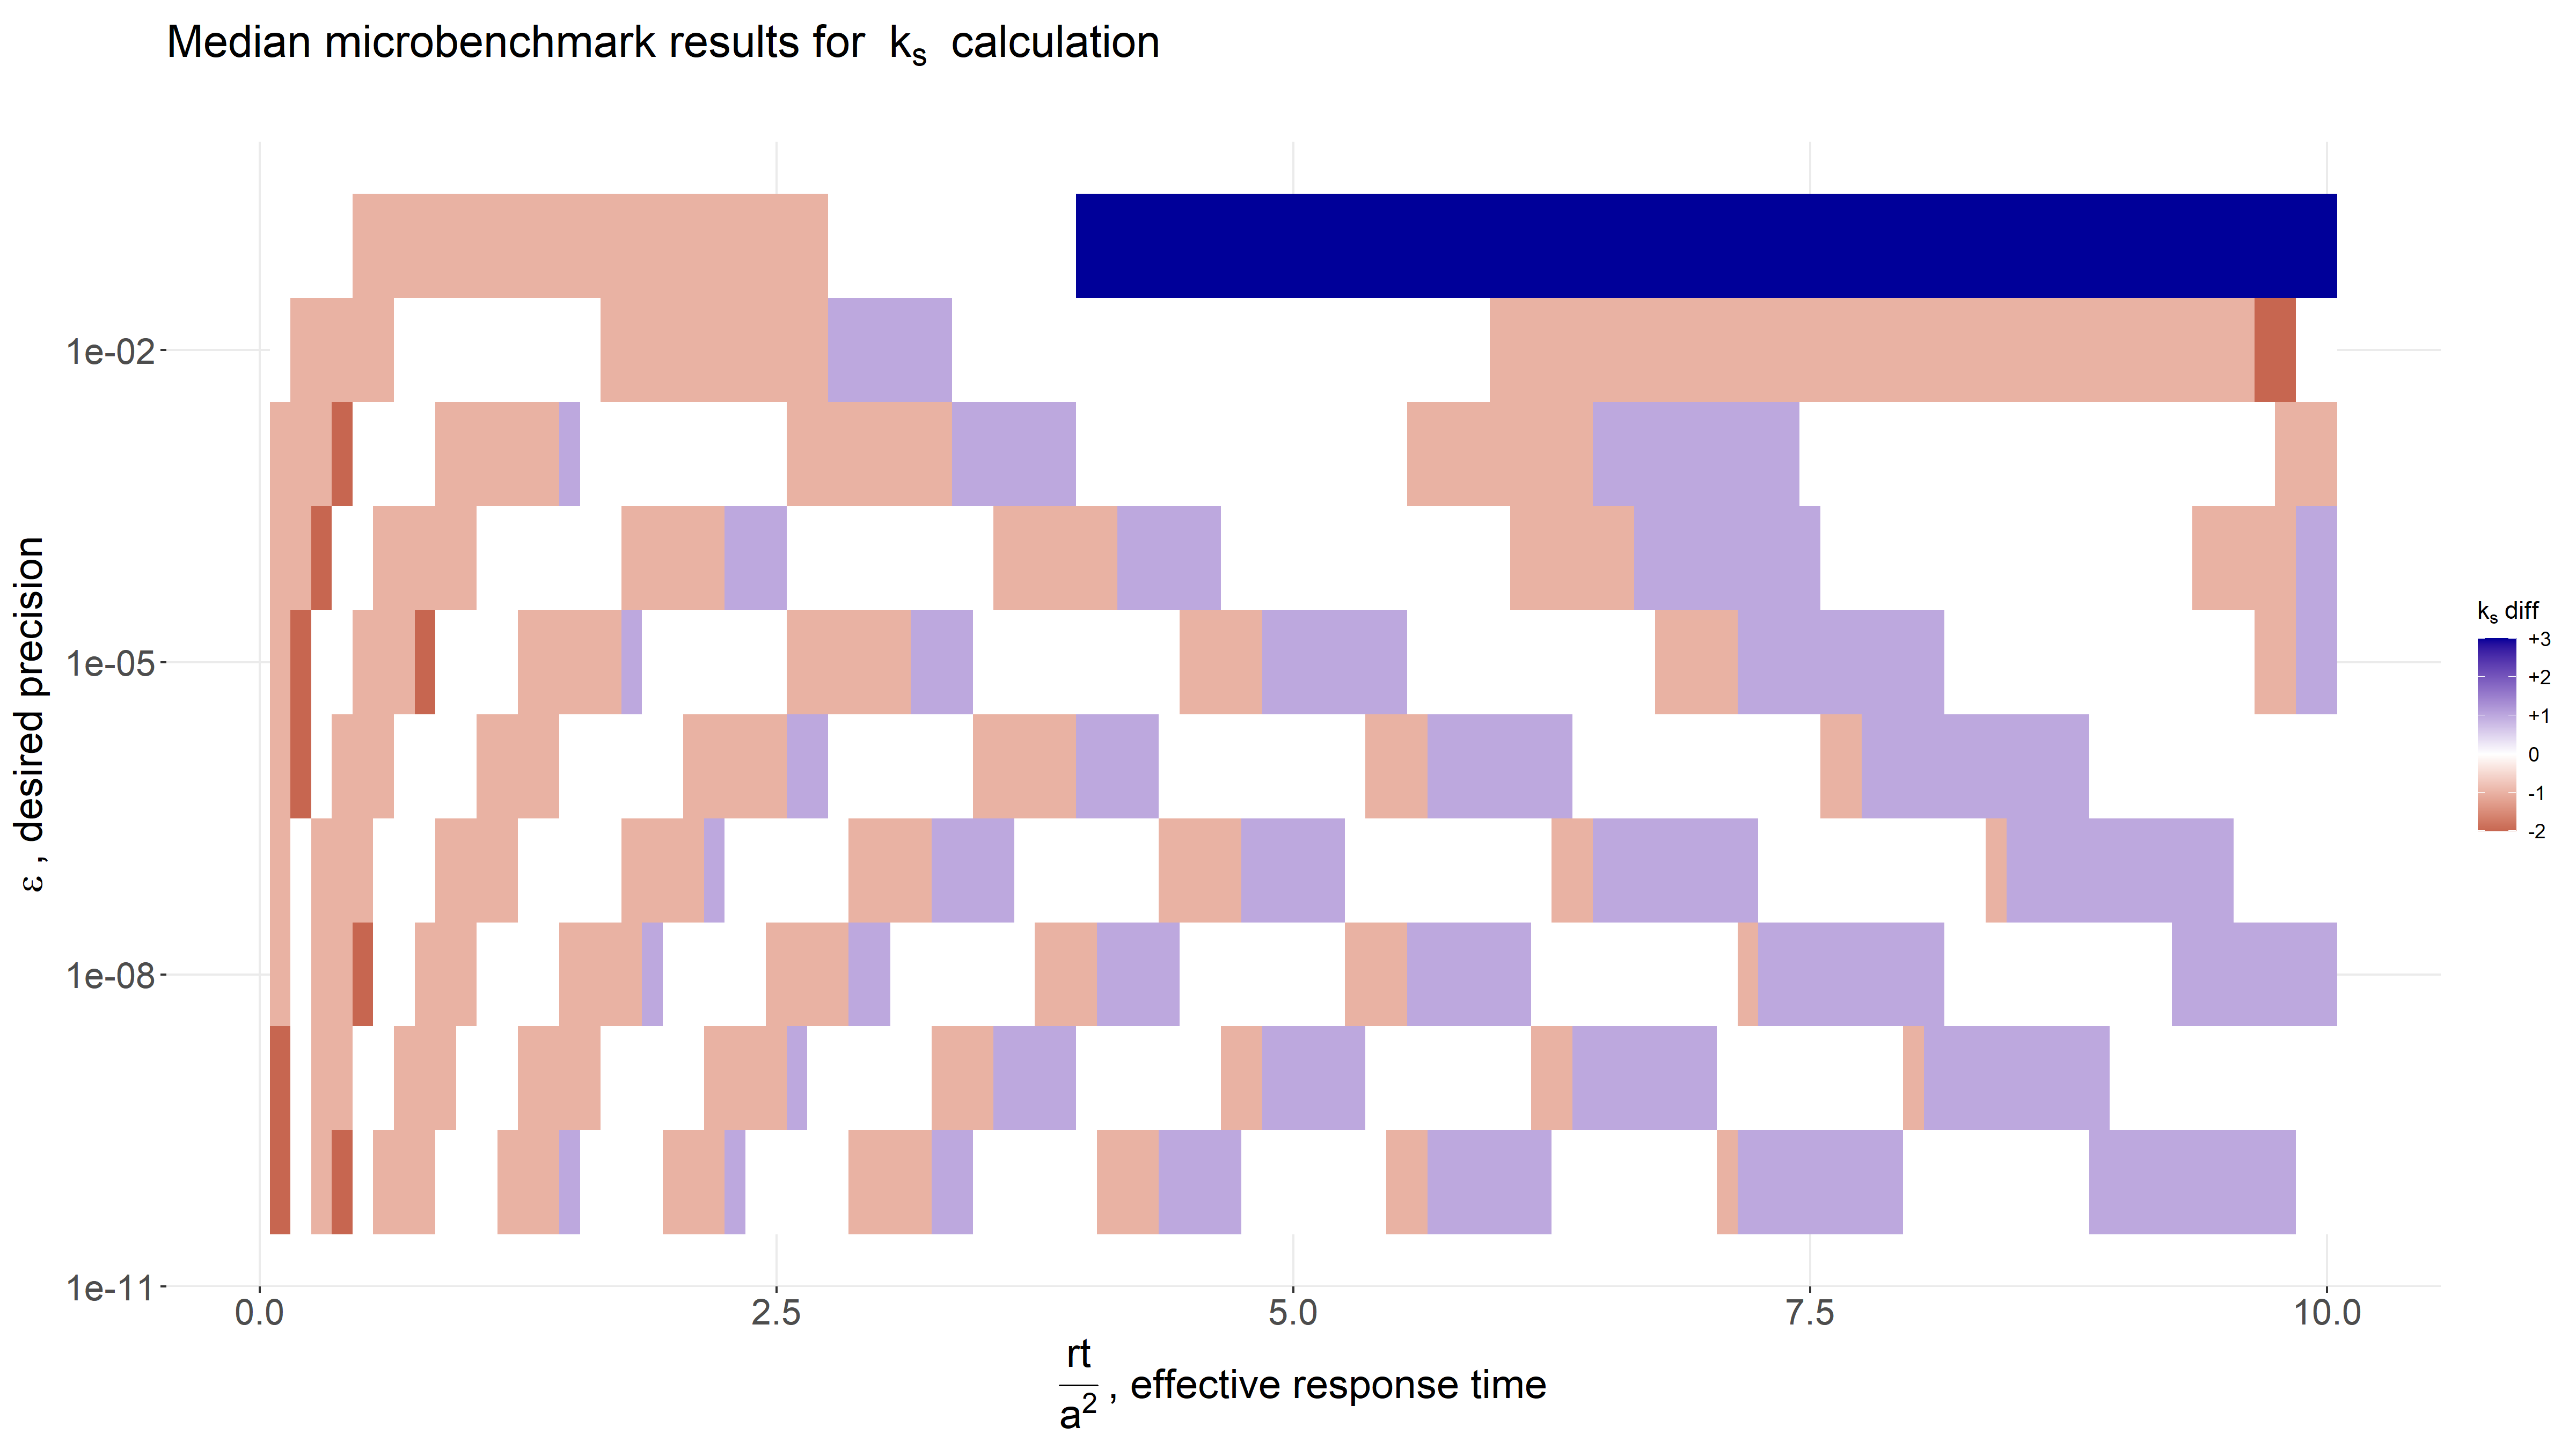 Median microbenchmark results for k_s calculation
ε , desired precision
1e-02
1e-05
1e-08
1e-11
0.0
2.5
5.0
7.5
10.0
rt
a²
, effective response time
k_s diff
+3
+2
+1
0
-1
-2